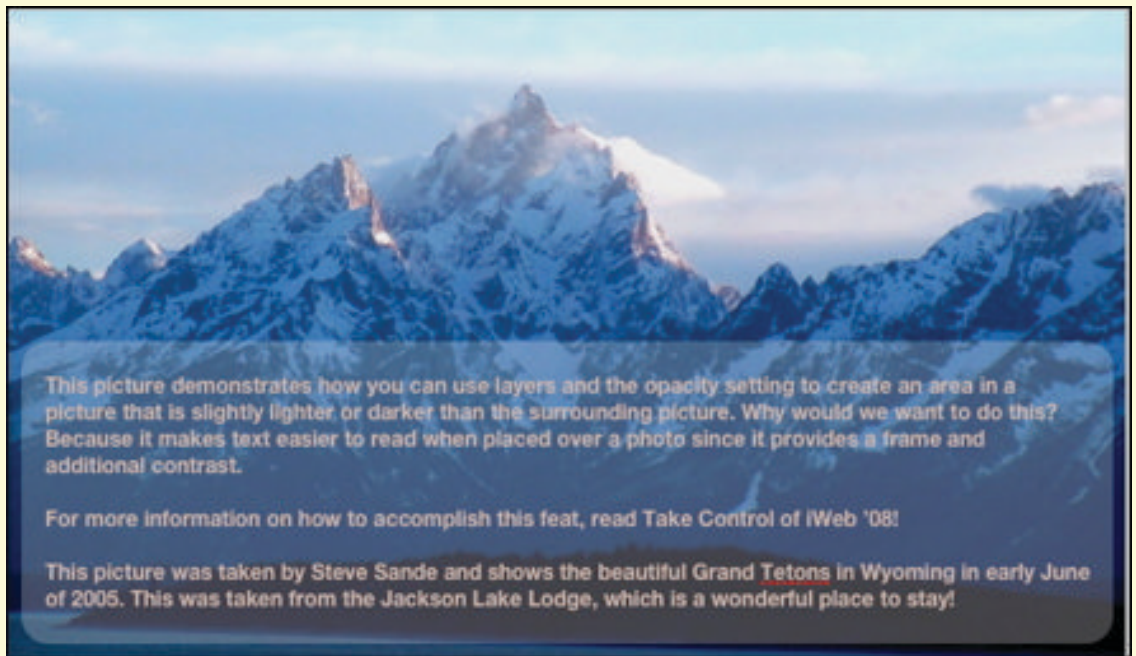 This picture demonstrates how you can use layers and the opacity setting to create an area in a
picture that is slightly lighter or darker than the surrounding picture. Why would we want to do this?
Because it makes text easier to read when placed over a photo since it provides a frame and
additional contrast.
For more information on how to accomplish this feat, read Take Control of iWeb '08!
This picture was taken by Steve Sande and shows the beautiful Grand Tetons in Wyoming in early June
of 2005. This was taken from the Jackson Lake Lodge, which is a wonderful place to stay!